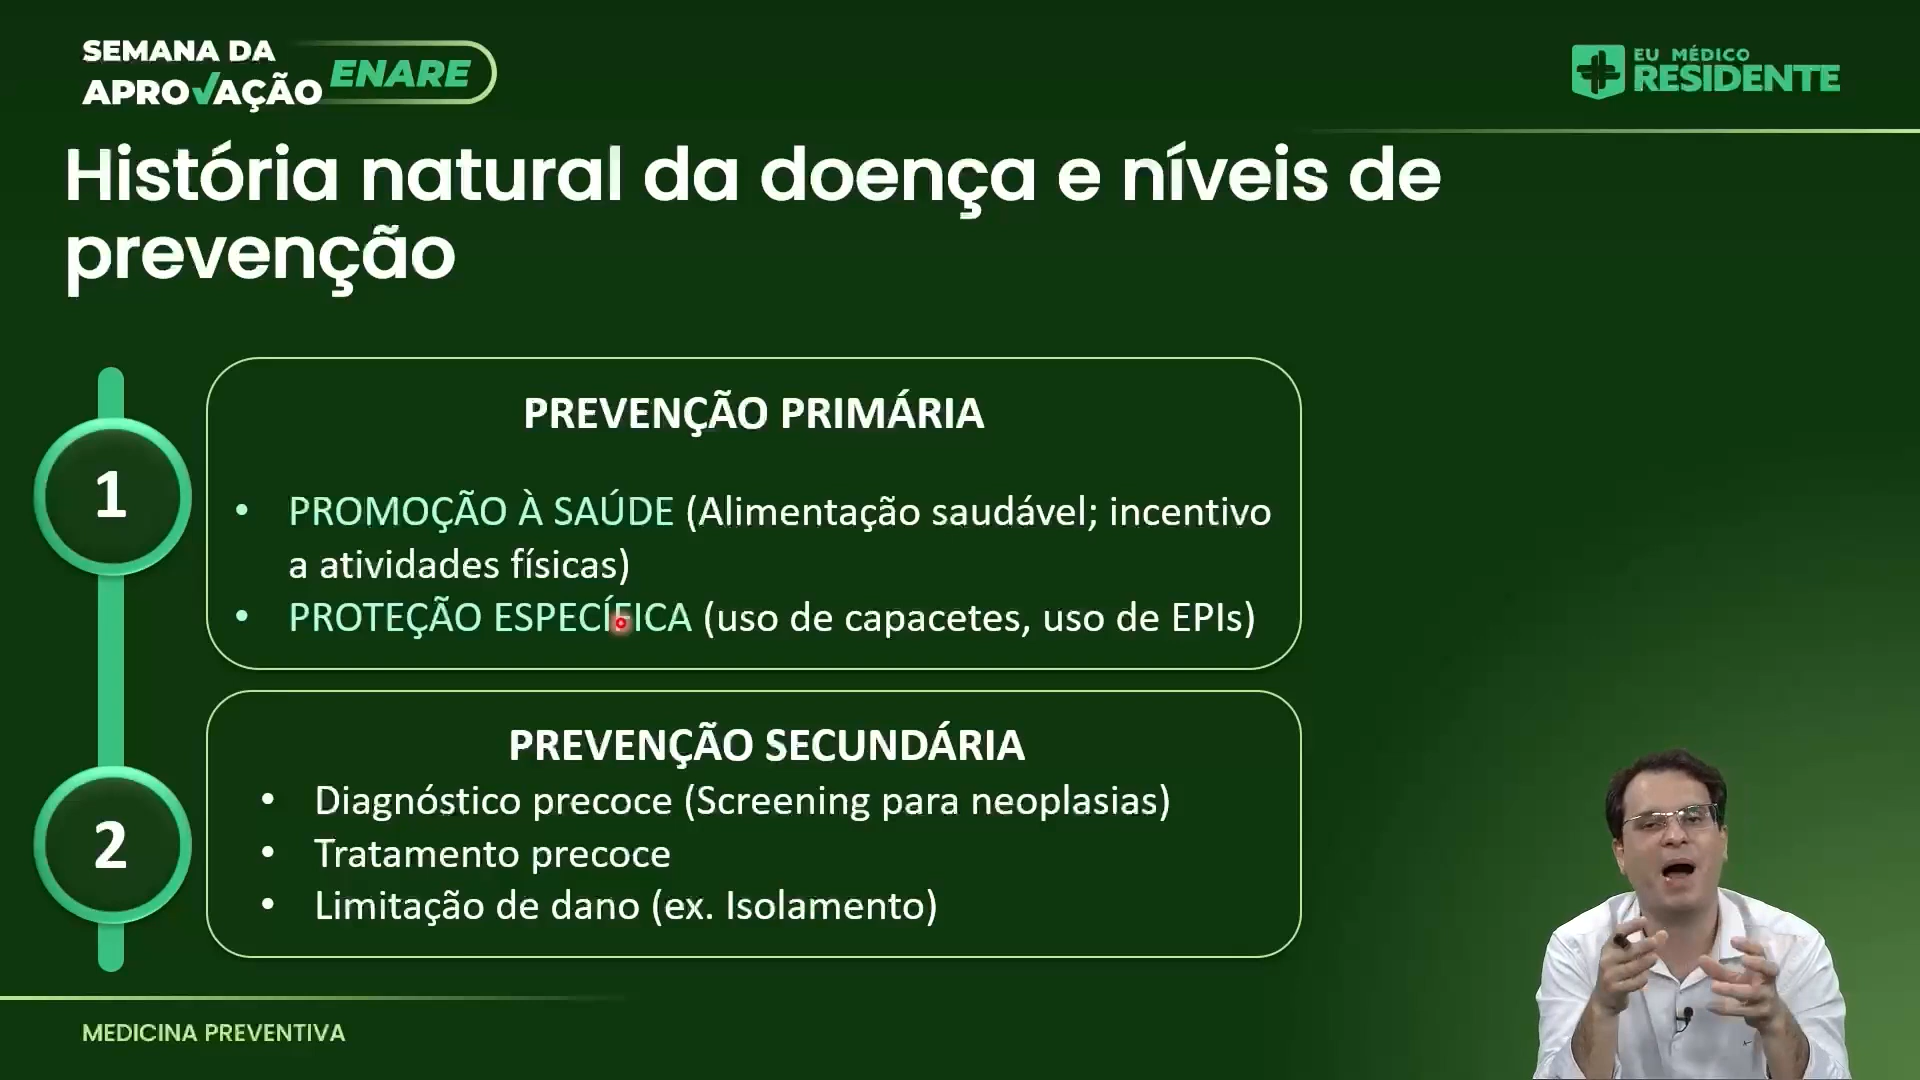 SEMANA DA
APROVAÇÃO ENARE
EU MÉDICO
RESIDENTE
História natural da doença e níveis de
prevenção
1
PREVENÇÃO PRIMÁRIA
• PROMOÇÃO À SAÚDE (Alimentação saudável; incentivo
a atividades físicas)
• PROTEÇÃO ESPECÍFICA (uso de capacetes, uso de EPIs)
2
PREVENÇÃO SECUNDÁRIA
• Diagnóstico precoce (Screening para neoplasias)
• Tratamento precoce
• Limitação de dano (ex. Isolamento)
MEDICINA PREVENTIVA